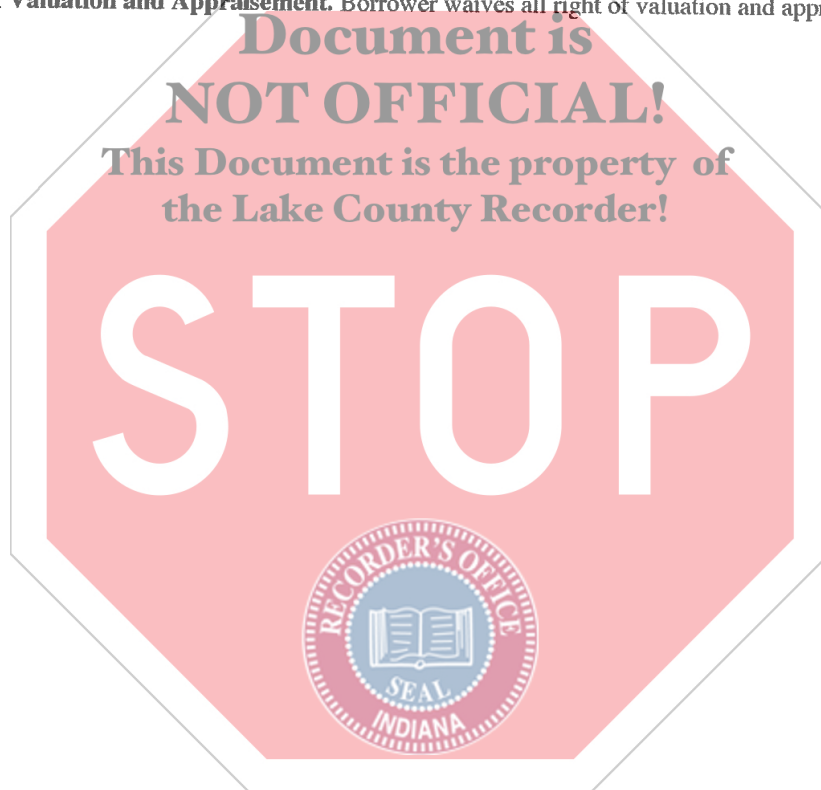 Valuation and Appraisement. Borrower waives all right of valuation and
Document is
NOT OFFICIAL!
This Document is the property of
the Lake County Recorder!
STOP
RECORDER'S OFFICE
SEAL
INDIANA